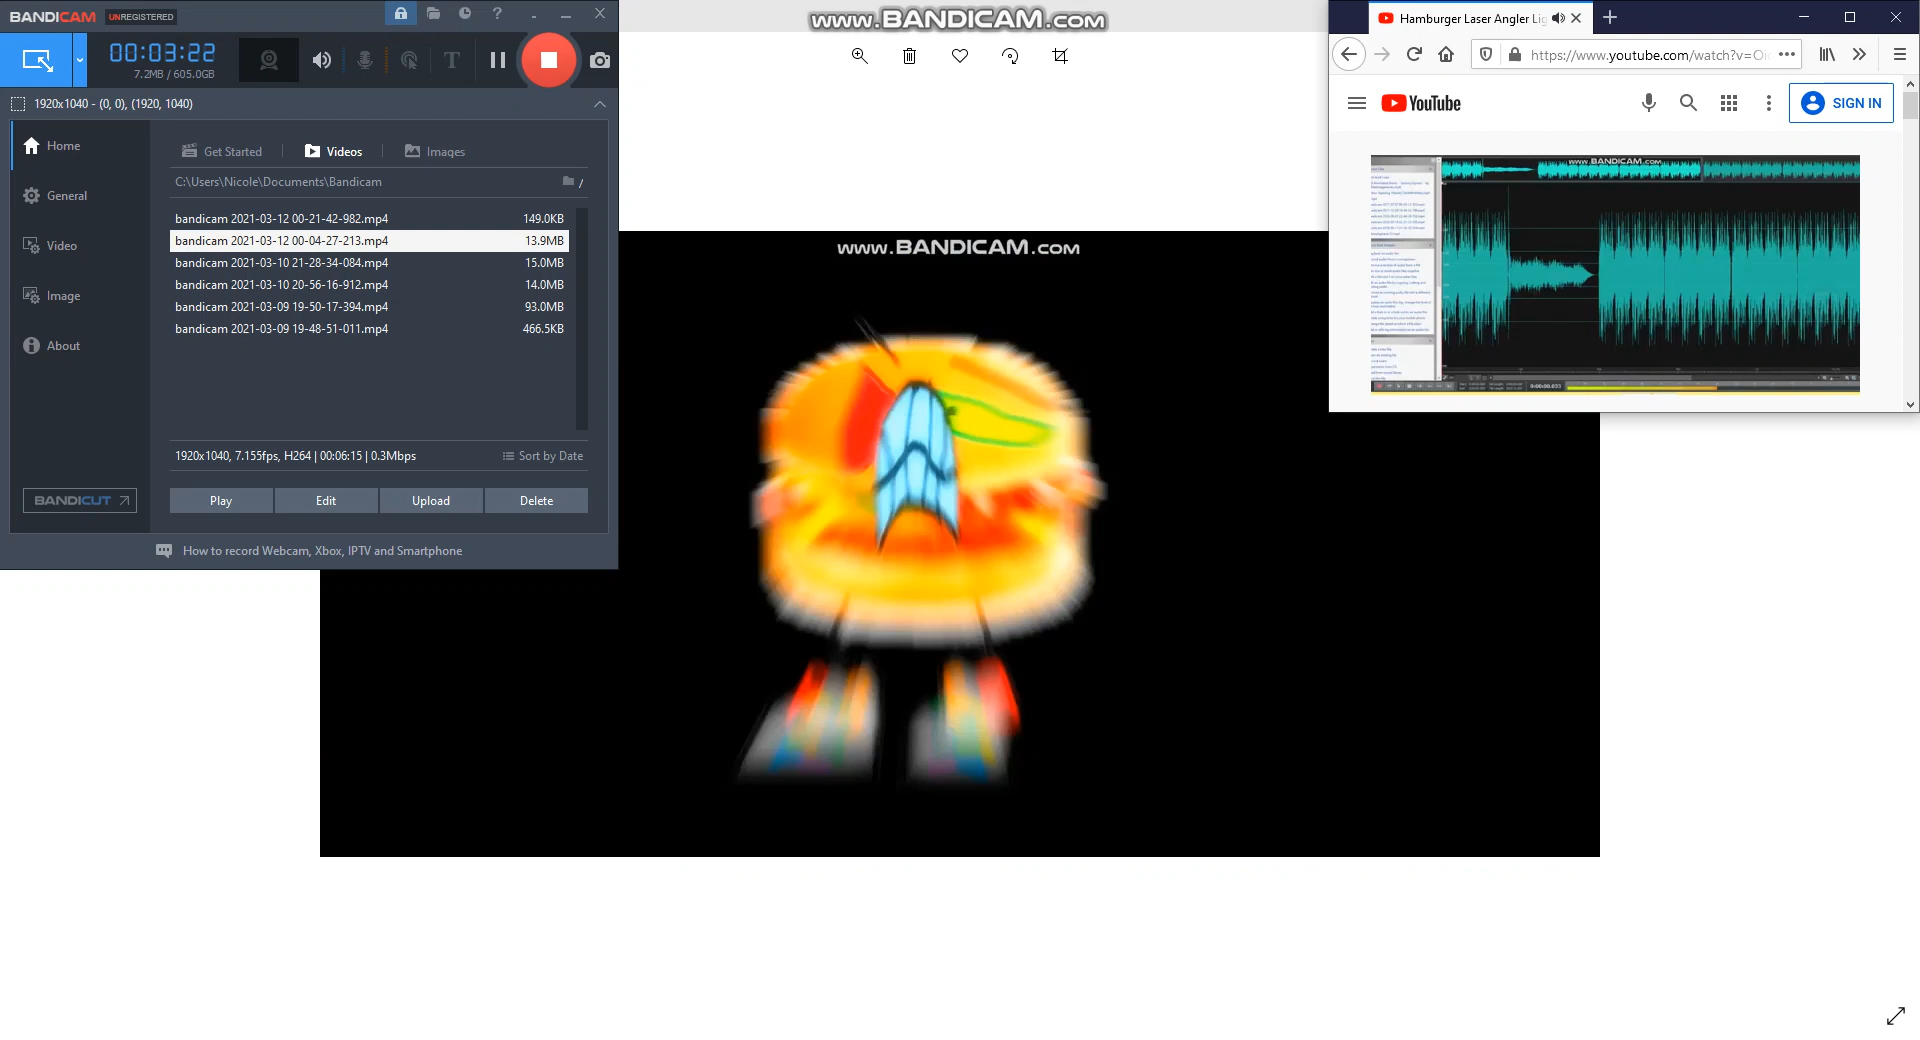 BANDICAM UNREGISTERED
?
00:03:22
7.2MB / 605.0GB
T
1920x1040 - (0, 0), (1920, 1040)
Home
General
Video
Image
About
BANDICUT
Get Started
Videos
Images
C:\Users\Nicole\Documents\Bandicam
/
bandicam 2021-03-12 00-21-42-982.mp4 149.0KB
bandicam 2021-03-12 00-04-27-213.mp4 13.9MB
bandicam 2021-03-10 21-28-34-084.mp4 15.0MB
bandicam 2021-03-10 20-56-16-912.mp4 14.0MB
bandicam 2021-03-09 19-50-17-394.mp4 93.0MB
bandicam 2021-03-09 19-48-51-011.mp4 466.5KB
1920x1040, 7.155fps, H264 | 00:06:15 | 0.3Mbps
Sort by Date
Play Edit Upload Delete
How to record Webcam, Xbox, IPTV and Smartphone
www.BANDICAM.com
www.BANDICAM.com
Hamburger Laser Angler Lig
https://www.youtube.com/watch?v=Oi
YouTube
SIGN IN
www.BANDICAM.com
0:00:00.033